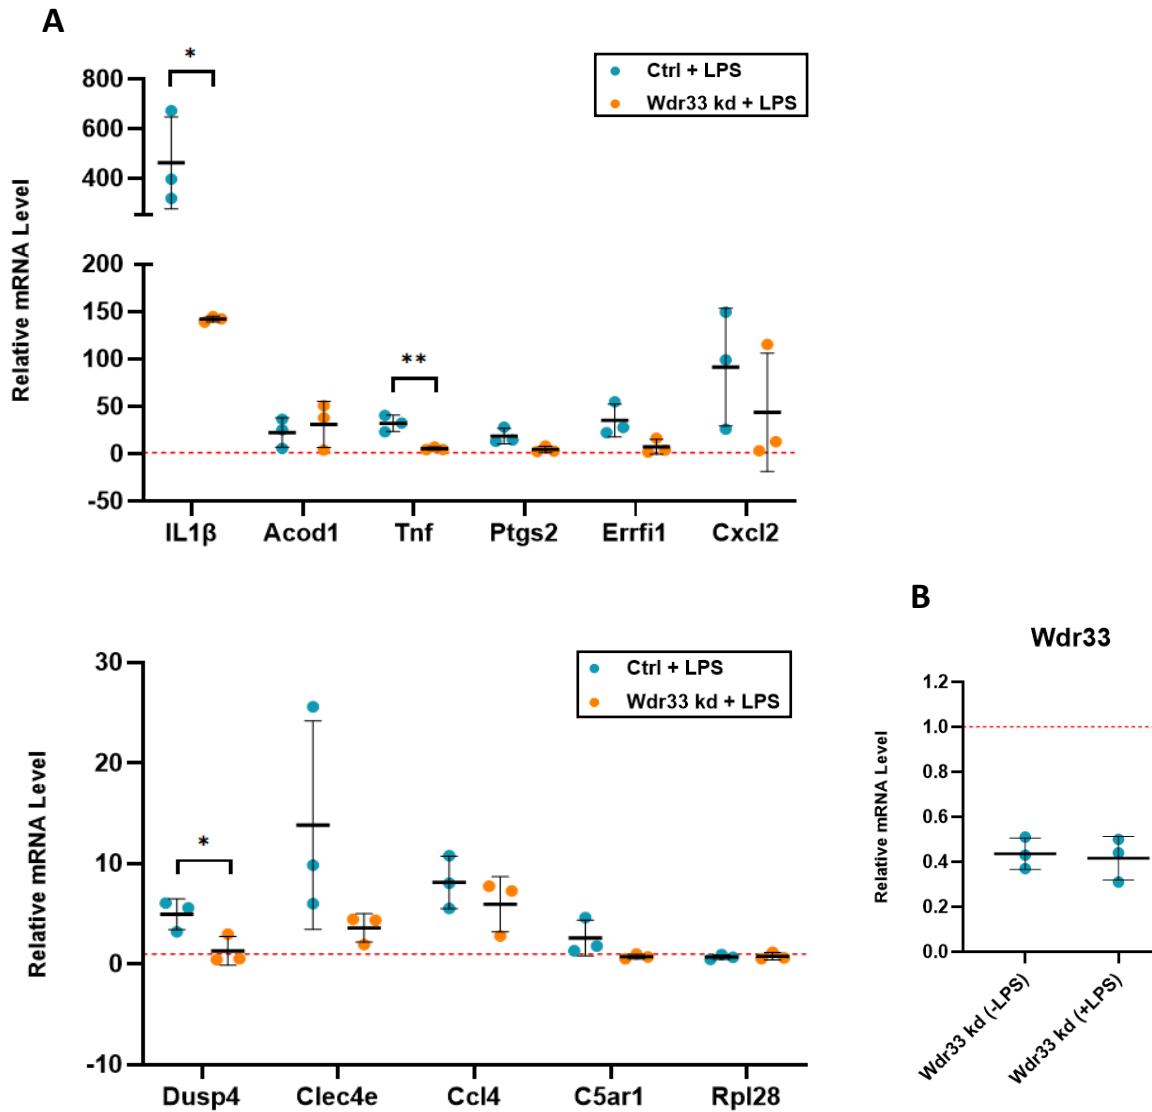 A
*
Ctrl + LPS
Wdr33 kd + LPS
800
600
400
Relative mRNA Level
200
150
100
50
0
-50
**
IL1β Acod1 Tnf Ptgs2 Errfi1 Cxcl2
30
20
10
0
-10
Relative mRNA Level
Ctrl + LPS
Wdr33 kd + LPS
*
Dusp4 Clec4e Ccl4 C5ar1 Rpl28
B
Wdr33
1.2
1.0
0.8
0.6
0.4
0.2
0.0
Relative mRNA Level
Wdr33 kd (-LPS)
Wdr33 kd (+LPS)